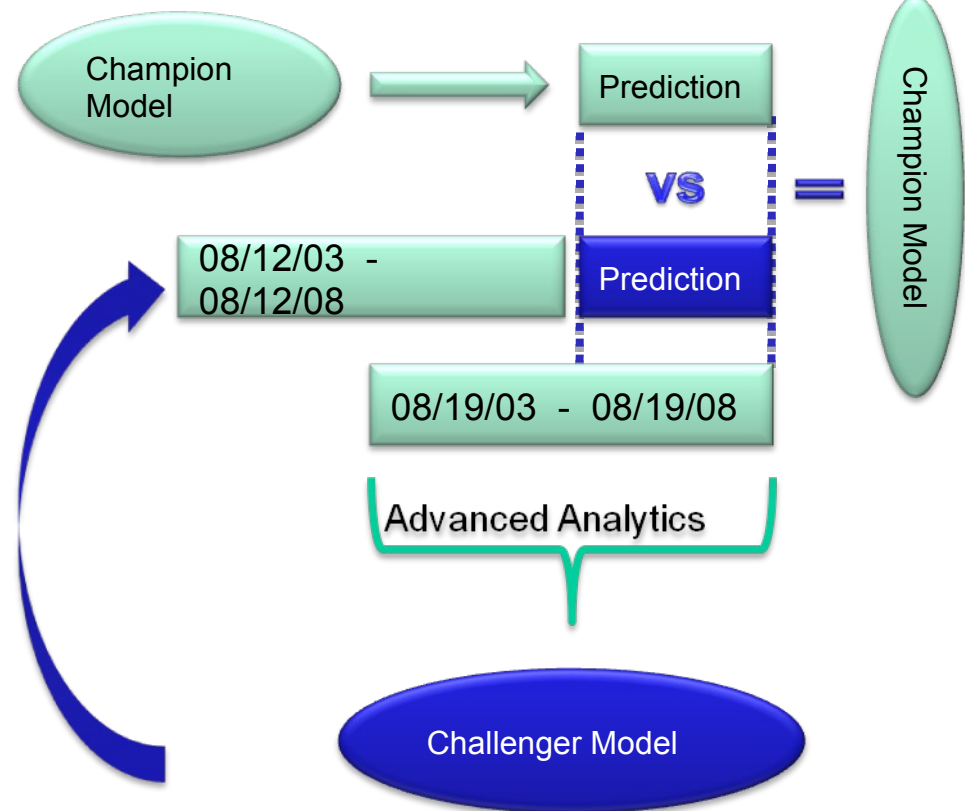 Champion
Model
Prediction
Champion Model
vs
=
08/12/03 -
08/12/08
Prediction
08/19/03 - 08/19/08
Advanced Analytics
Challenger Model